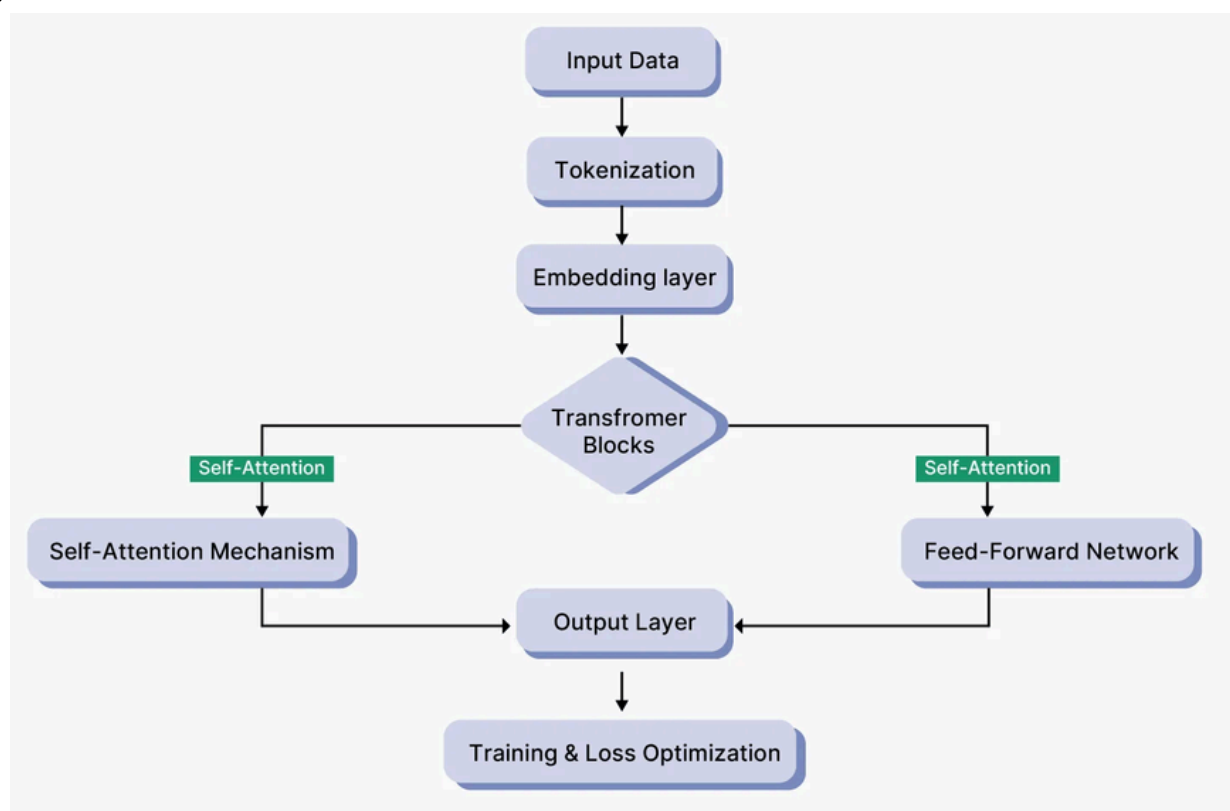 Input Data
Tokenization
Embedding layer
Transfromer
Blocks
Self-Attention
Self-Attention
Self-Attention Mechanism
Feed-Forward Network
Output Layer
Training & Loss Optimization